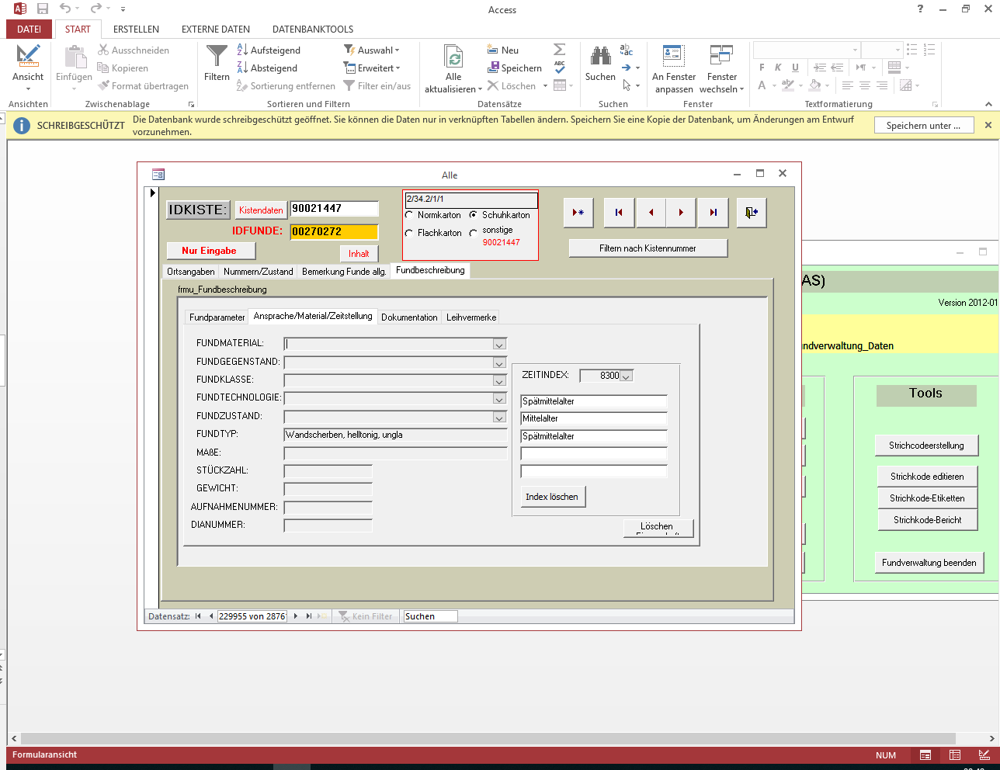 Access
DATEI START ERSTELLEN EXTERNE DATEN DATENBANKTOOLS
Ansicht
Ansichten
Einfügen
Ausschneiden
Kopieren
Format übertragen
Zwischenablage
Filtern
Aufsteigend
Absteigend
Sortierung entfernen
Auswahl
Erweitert
Filter ein/aus
Sortieren und Filtern
Alle
aktualisieren
Neu
Speichern
Löschen
Datensätze
Suchen
Suchen
An Fenster
anpassen
Fenster
wechseln
Fenster
F K U
Textformatierung
SCHREIBGESCHÜTZT Die Datenbank wurde schreibgeschützt geöffnet. Sie können die Daten nur in verknüpften Tabellen ändern. Speichern Sie eine Kopie der Datenbank, um Änderungen am Entwurf
vorzunehmen.
Speichern unter ...
Alle
IDKISTE: Kistendaten 90021447
IDFUNDE: 00270272
Nur Eingabe
Inhalt
2/34.2/1/1
Normkarton Schuhkarton
Flachkarton sonstige
90021447
Filtern nach Kistennummer
Ortsangaben Nummern/Zustand Bemerkung Funde allg. Fundbeschreibung
frmu_Fundbeschreibung
Fundparameter Ansprache/Material/Zeitstellung Dokumentation Leihvermerke
FUNDMATERIAL:
FUNDGEGENSTAND:
FUNDKLASSE:
FUNDTECHNOLOGIE:
FUNDZUSTAND:
FUNDTYP: Wandscherben, helltonig, ungla
MAßE:
STÜCKZAHL:
GEWICHT:
AUFNAHMENUMMER:
DIANUMMER:
ZEITINDEX: 8300
Spätmittelalter
Mittelalter
Spätmittelalter
Index löschen
Löschen
Datensatz: 229955 von 2876 Kein Filter Suchen
AS)
Version 2012-01
ndverwaltung_Daten
Tools
Strichcodeerstellung
Strichkode editieren
Strichkode-Etiketten
Strichkode-Bericht
Fundverwaltung beenden
Formularansicht
NUM